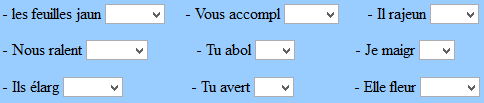 - les feuilles jaun - Vous accompl - Il rajeun
- Nous ralent - Tu abol - Je maigr
- Ils élarg - Tu avert - Elle fleur